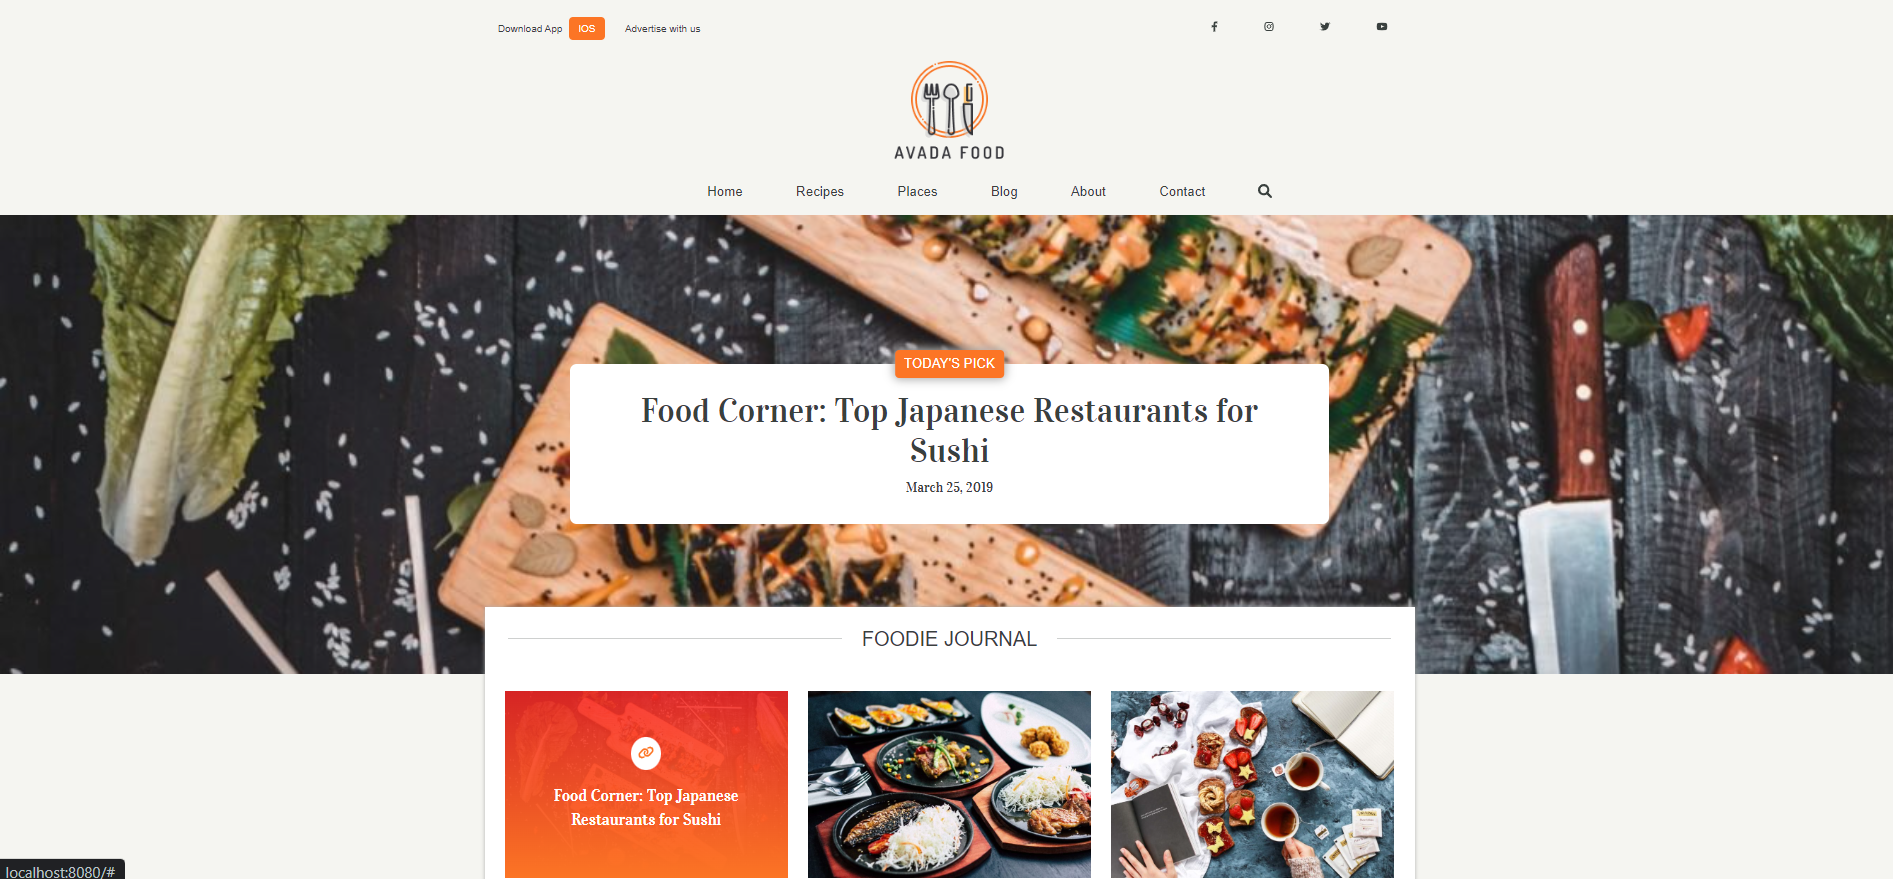 Download App iOS Advertise with us
AVADA FOOD
Home Recipes Places Blog About Contact
TODAY'S PICK
Food Corner: Top Japanese Restaurants for
Sushi
March 25, 2019
FOODIE JOURNAL
Food Corner: Top Japanese
Restaurants for Sushi
localhost:8080/#